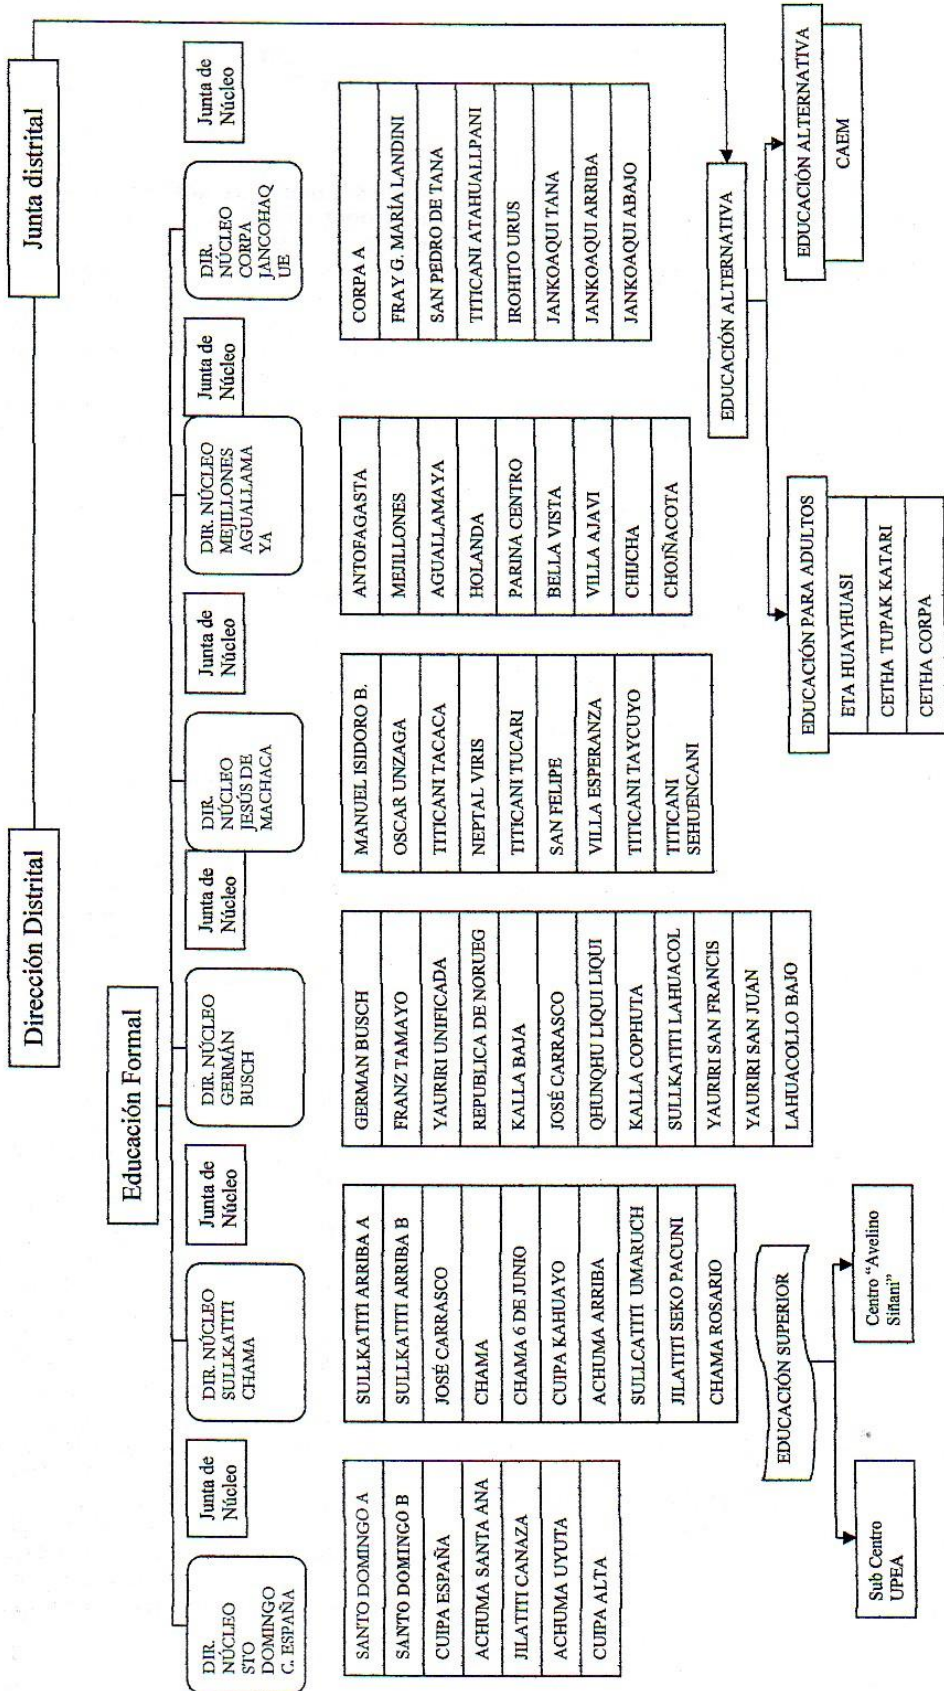 Dirección Distrital
Junta distrital
Educación Formal
DIR.
NÚCLEO
STO
DOMINGO
C. ESPAÑA
Junta de
Núcleo
DIR. NÚCLEO
SULLKATITI
CHAMA
Junta de
Núcleo
DIR. NÚCLEO
GERMÁN
BUSCH
Junta de
Núcleo
DIR.
NÚCLEO
JESÚS DE
MACHACA
Junta de
Núcleo
DIR. NÚCLEO
MEJILLONES
AGUALLAMA
YA
Junta de
Núcleo
DIR.
NÚCLEO
CORPA
JANCOHAQ
UE
Junta de
Núcleo
SANTO DOMINGO A
SANTO DOMINGO B
CUIPA ESPAÑA
ACHUMA SANTA ANA
JILATITI CANAZA
ACHUMA UYUTA
CUIPA ALTA
SULLKATITI ARRIBA A
SULLKATITI ARRIBA B
JOSÉ CARRASCO
CHAMA
CHAMA 6 DE JUNIO
CUIPA KAHUAYO
ACHUMA ARRIBA
SULLCATITI UMARUCH
JILATITI SEKO PACUNI
CHAMA ROSARIO
GERMAN BUSCH
FRANZ TAMAYO
YAURIRI UNIFICADA
REPUBLICA DE NORUEG
KALLA BAJA
JOSÉ CARRASCO
QHUNQHU LIQUI LIQUI
KALLA COPHUTA
SULLKATITI LAHUACOL
YAURIRI SAN FRANCIS
YAURIRI SAN JUAN
LAHUACOLLO BAJO
MANUEL ISIDORO B.
OSCAR UNZAGA
TITICANI TACACA
NEPTAL VIRIS
TITICANI TUCARI
SAN FELIPE
VILLA ESPERANZA
TITICANI TAYCUYO
TITICANI
SEHUENCANI
ANTOFAGASTA
MEJILLONES
AGUALLAMAYA
HOLANDA
PARINA CENTRO
BELLA VISTA
VILLA AJAVI
CHIJCHA
CHOJÑACOTA
CORPA A
FRAY G. MARÍA LANDINI
SAN PEDRO DE TANA
TITICANI ATAHUALLPANI
IROHITO URUS
JANKOAQUI TANA
JANKOAQUI ARRIBA
JANKOAQUI ABAJO
EDUCACIÓN SUPERIOR
Sub Centro
UPEA
Centro "Avelino
Siñani"
EDUCACIÓN ALTERNATIVA
EDUCACIÓN PARA ADULTOS
ETA HUAYHUASI
CETHA TUPAK KATARI
CETHA CORPA
EDUCACIÓN ALTERNATIVA
CAEM